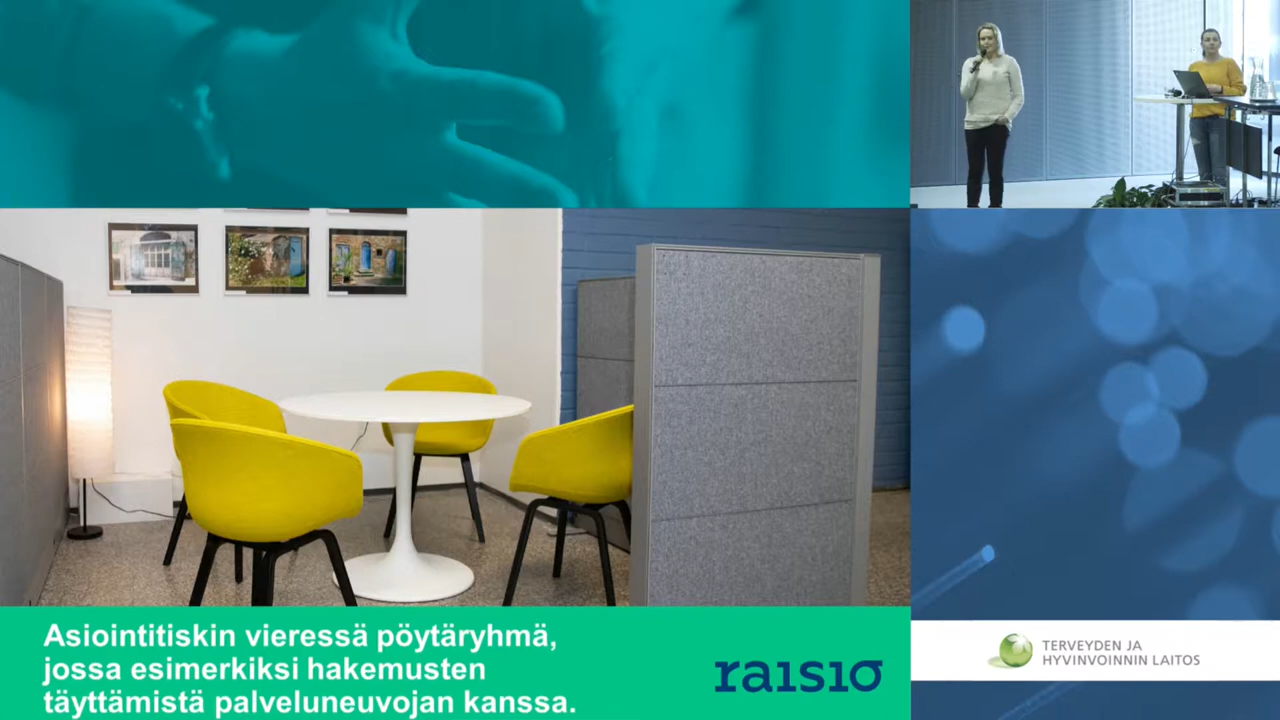 Asiointitiskin vieressä pöytäryhmä,
jossa esimerkiksi hakemusten
täyttämistä palveluneuvojan kanssa.
raisio
TERVEYDEN JA
HYVINVOINNIN LAITOS